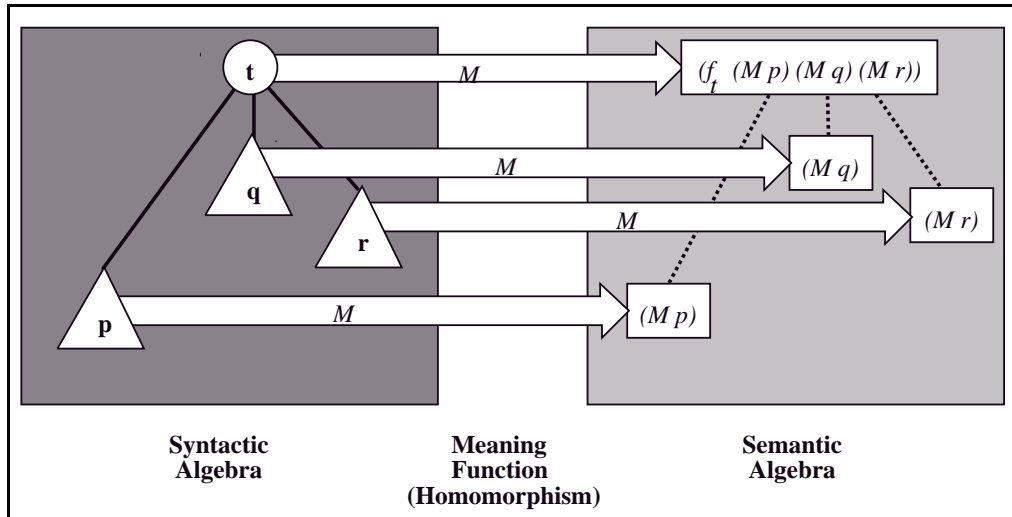 t
M
(f_t (M p) (M q) (M r))
q
M
(M q)
r
M
(M r)
p
M
(M p)
Syntactic
Algebra
Meaning
Function
(Homomorphism)
Semantic
Algebra